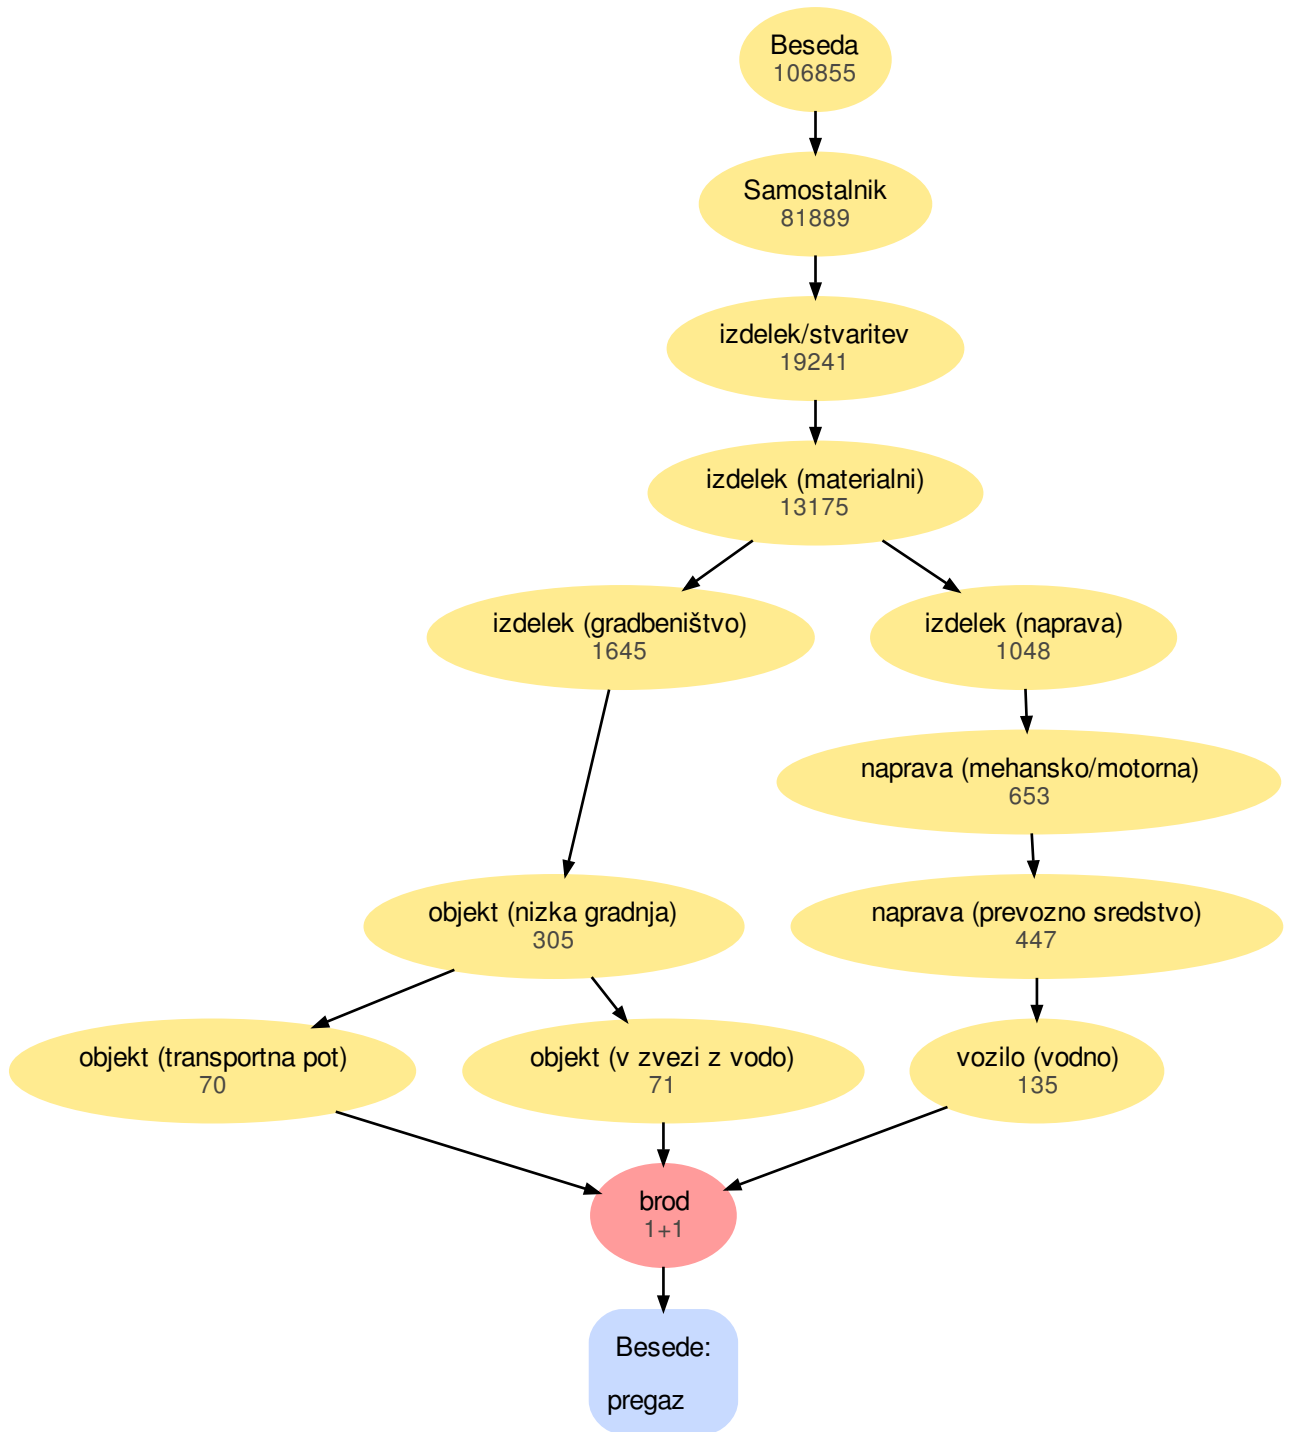 Beseda
106855
Samostalnik
81889
izdelek/stvaritev
19241
izdelek (materialni)
13175
izdelek (gradbeništvo)
1645
izdelek (naprava)
1048
naprava (mehansko/motorna)
653
objekt (nizka gradnja)
305
naprava (prevozno sredstvo)
447
objekt (transportna pot)
70
objekt (v zvezi z vodo)
71
vozilo (vodno)
135
brod
1+1
Besede:
pregaz